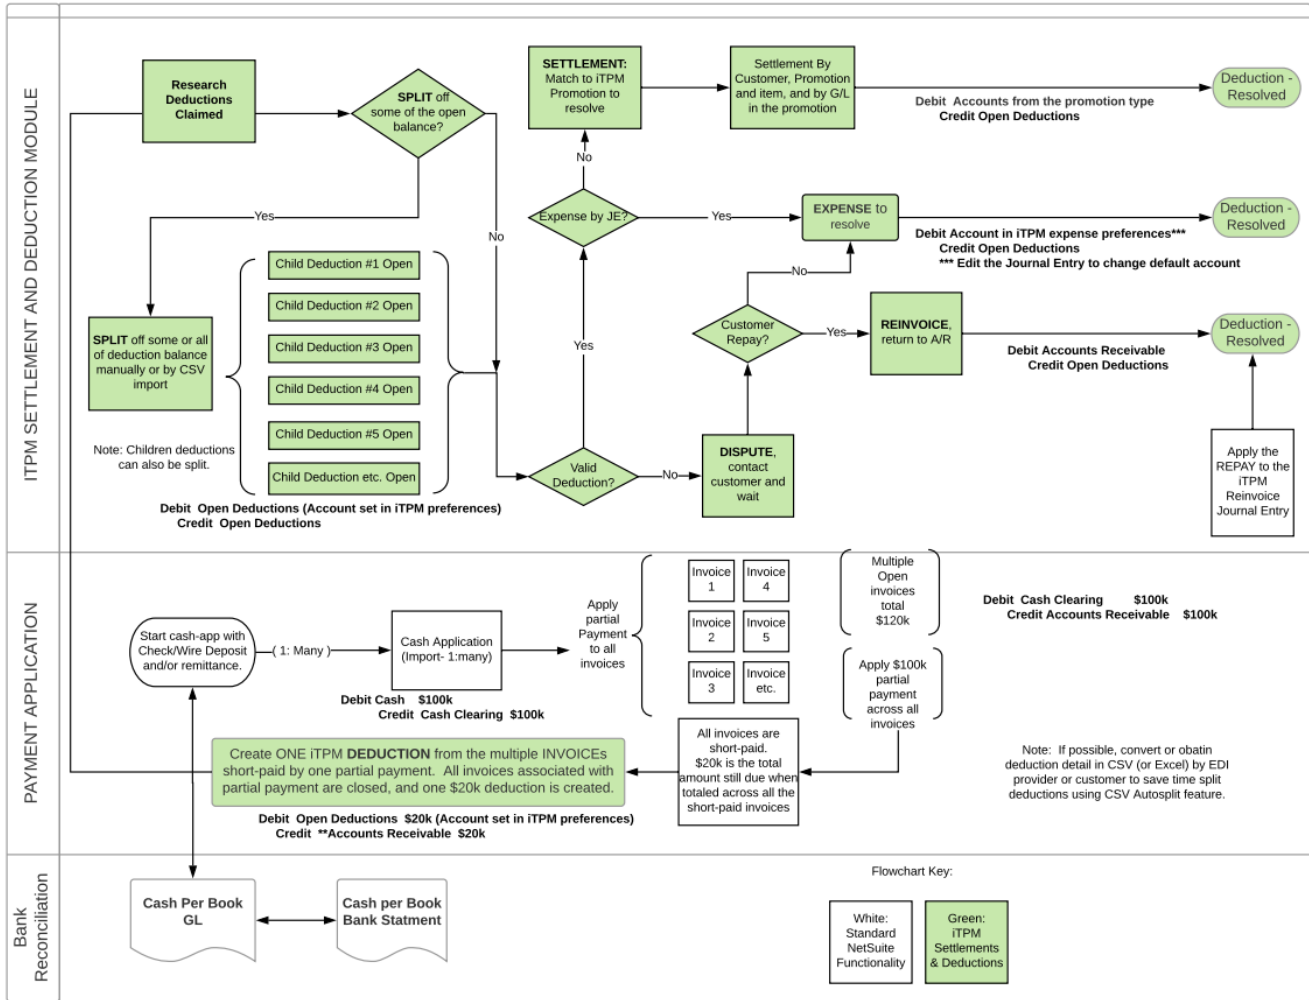 ITPM SETTLEMENT AND DEDUCTION MODULE
Research
Deductions
Claimed
SPLIT off
some of the open
balance?
SETTLEMENT:
Match to iTPM
Promotion to
resolve
Settlement By
Customer, Promotion
and item, and by G/L
in the promotion
Debit Accounts from the promotion type
Credit Open Deductions
Deduction -
Resolved
No
Yes
No
Expense by JE?
Yes
EXPENSE to
resolve
Debit Account in iTPM expense preferences***
Credit Open Deductions
*** Edit the Journal Entry to change default account
Deduction -
Resolved
SPLIT off some or all
of deduction balance
manually or by CSV
import
Note: Children deductions
can also be split.
Child Deduction #1 Open
Child Deduction #2 Open
Child Deduction #3 Open
Child Deduction #4 Open
Child Deduction #5 Open
Child Deduction etc. Open
Debit Open Deductions (Account set in iTPM preferences)
Credit Open Deductions
Yes
Valid
Deduction?
No
DISPUTE,
contact
customer and
wait
No
Customer
Repay?
Yes
REINVOICE,
return to A/R
Debit Accounts Receivable
Credit Open Deductions
Deduction -
Resolved
Apply the
REPAY to the
iTPM
Reinvoice
Journal Entry
PAYMENT APPLICATION
Start cash-app with
Check/Wire Deposit
and/or remittance.
( 1: Many )
Cash Application
(Import- 1:many)
Debit Cash $100k
Credit Cash Clearing $100k
Apply
partial
Payment
to all
invoices
Invoice
1
Invoice
4
Invoice
2
Invoice
5
Invoice
3
Invoice
etc.
Multiple
Open
invoices
total
$120k
Apply $100k
partial
payment
across all
invoices
Debit Cash Clearing $100k
Credit Accounts Receivable $100k
All invoices are
short-paid.
$20k is the total
amount still due when
totaled across all the
short-paid invoices
Create ONE iTPM DEDUCTION from the multiple INVOICEs
short-paid by one partial payment. All invoices associated with
partial payment are closed, and one $20k deduction is created.
Debit Open Deductions $20k (Account set in iTPM preferences)
Credit **Accounts Receivable $20k
Note: If possible, convert or obatin
deduction detail in CSV (or Excel) by EDI
provider or customer to save time split
deductions using CSV Autosplit feature.
Bank
Reconciliation
Cash Per Book
GL
Cash per Book
Bank Statment
Flowchart Key:
White:
Standard
NetSuite
Functionality
Green:
iTPM
Settlements
& Deductions